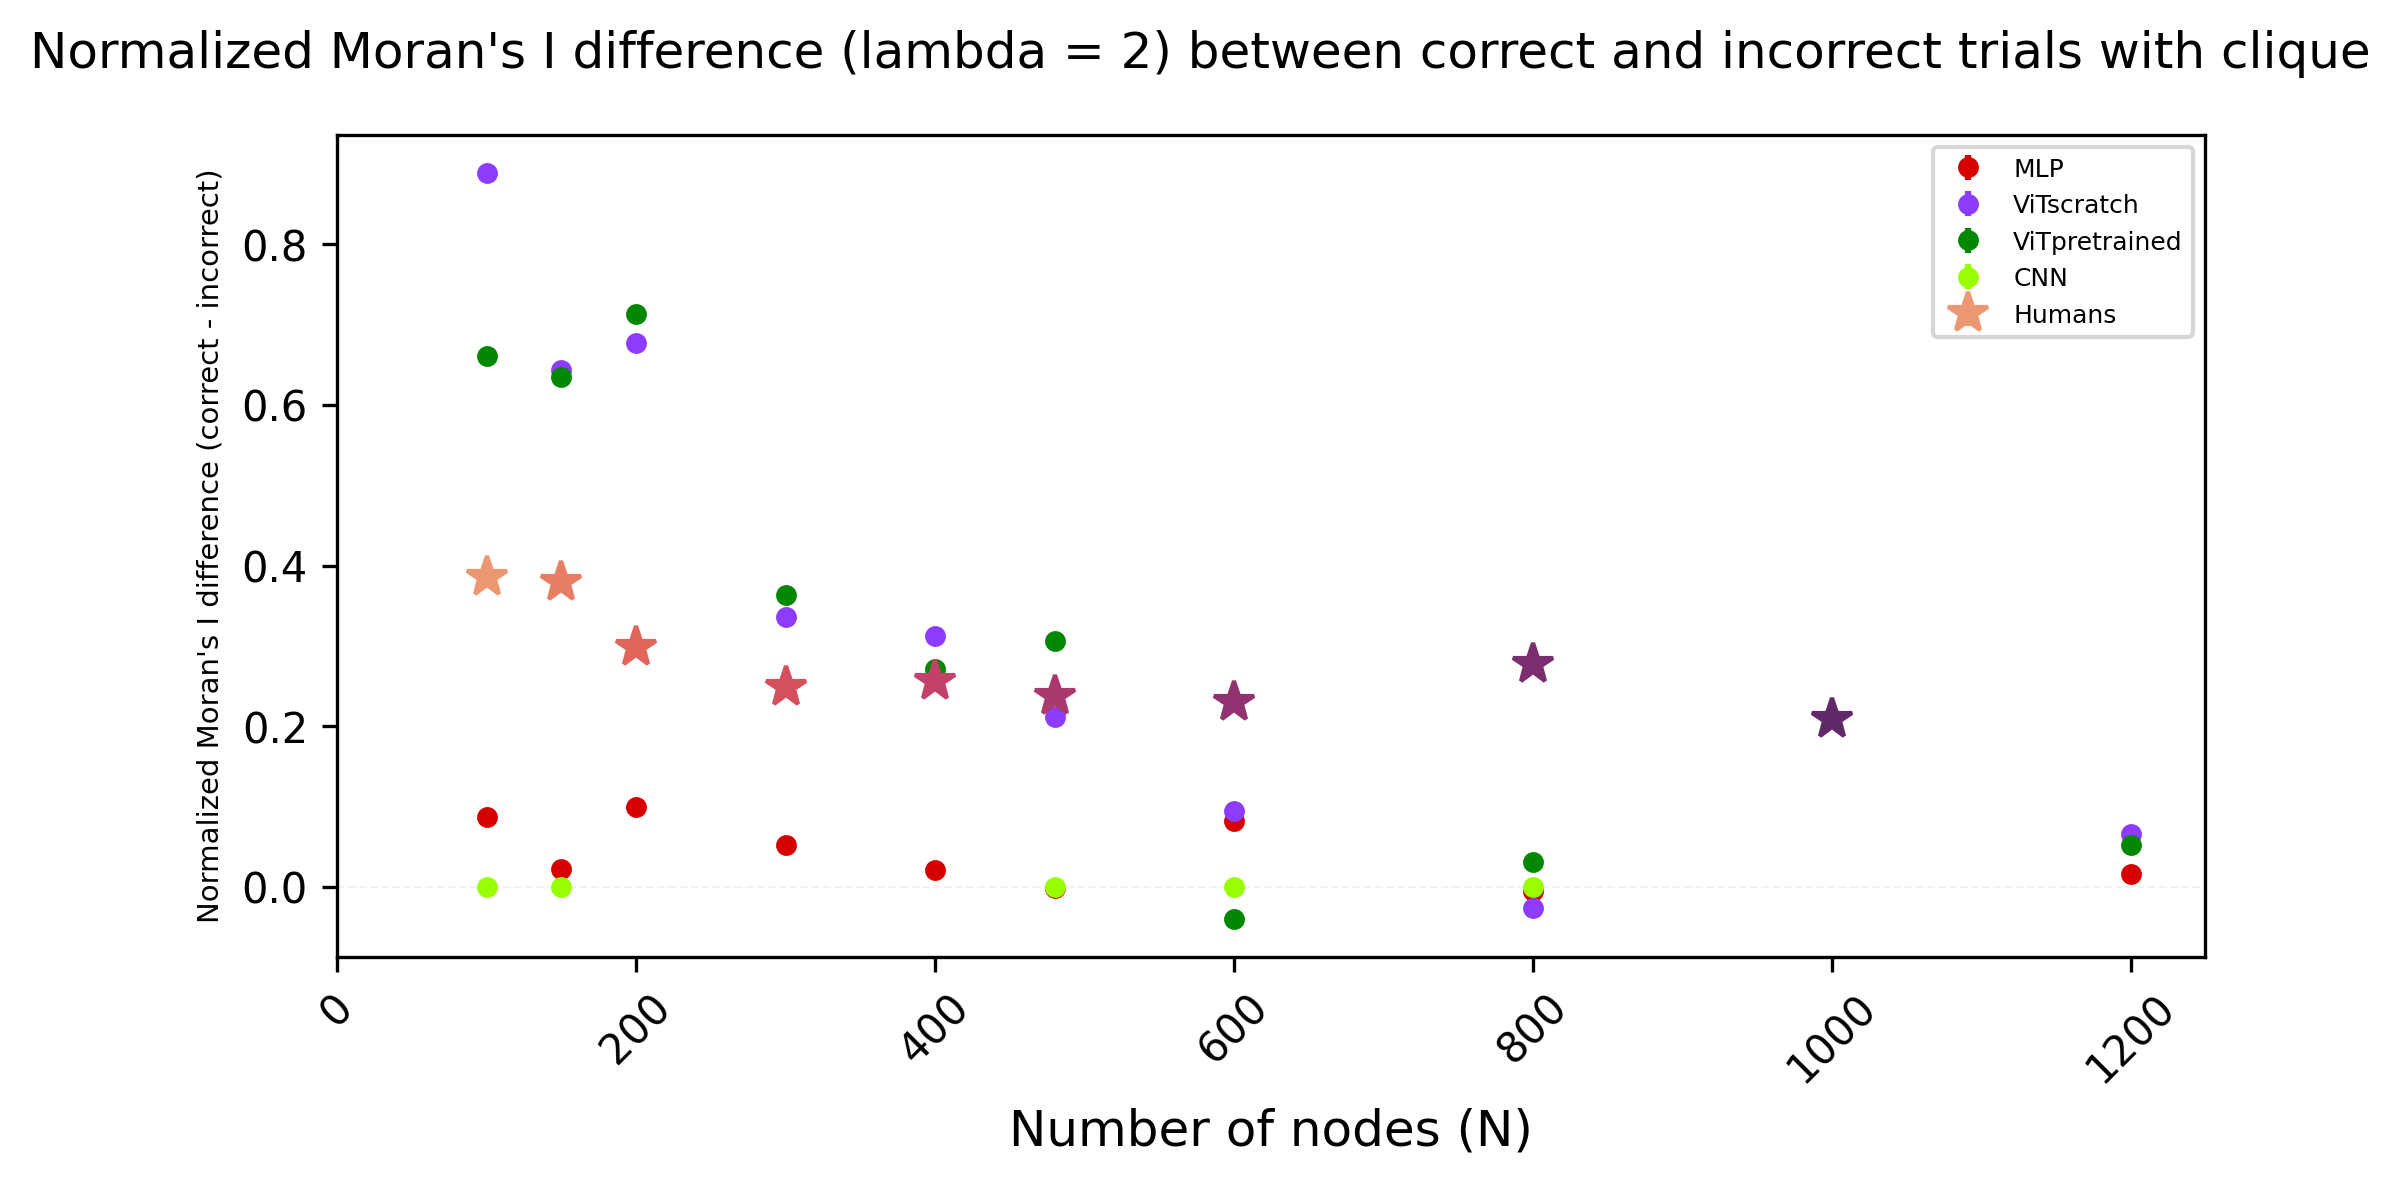 Normalized Moran's I difference (lambda = 2) between correct and incorrect trials with clique
Normalized Moran's I difference (correct - incorrect)
0.8
0.6
0.4
0.2
0.0
MLP
ViTscratch
ViTpretrained
CNN
Humans
0
200
400
600
800
1000
1200
Number of nodes (N)